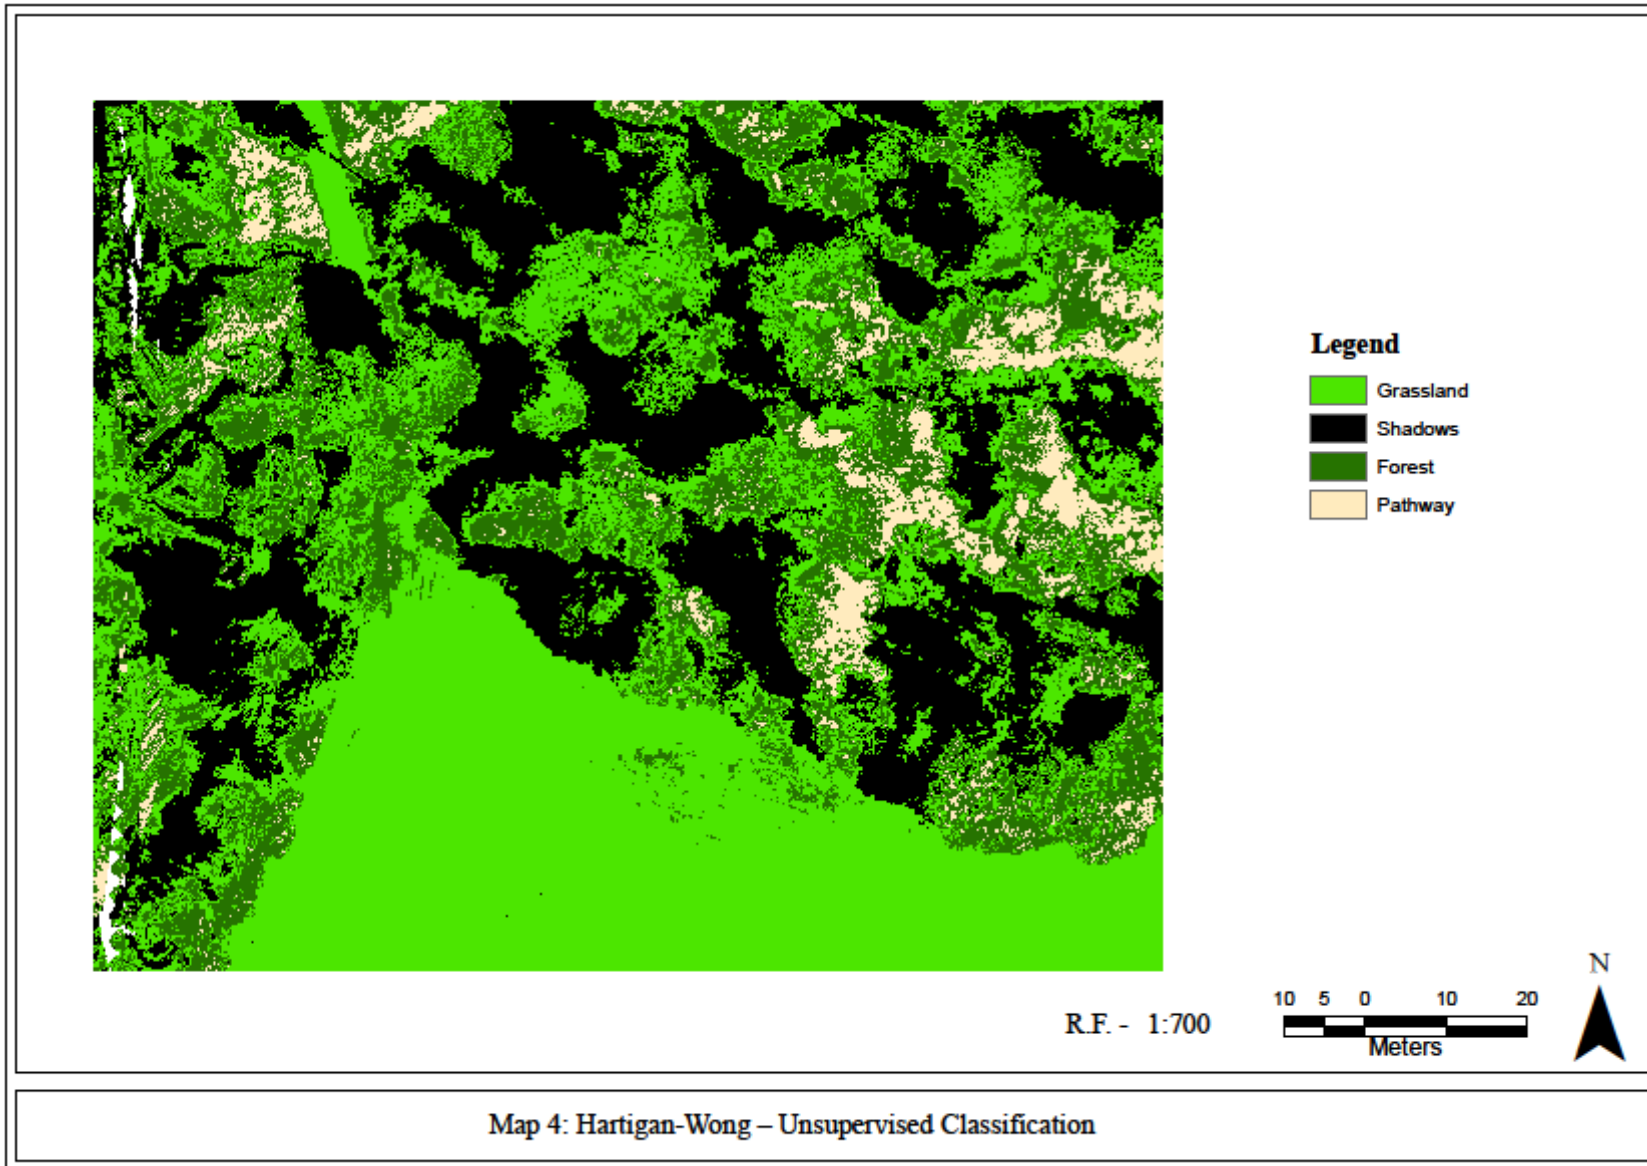 Legend
Grassland
Shadows
Forest
Pathway
N
10 5 0 10 20
R.F. - 1:700
Meters
Map 4: Hartigan-Wong – Unsupervised Classification